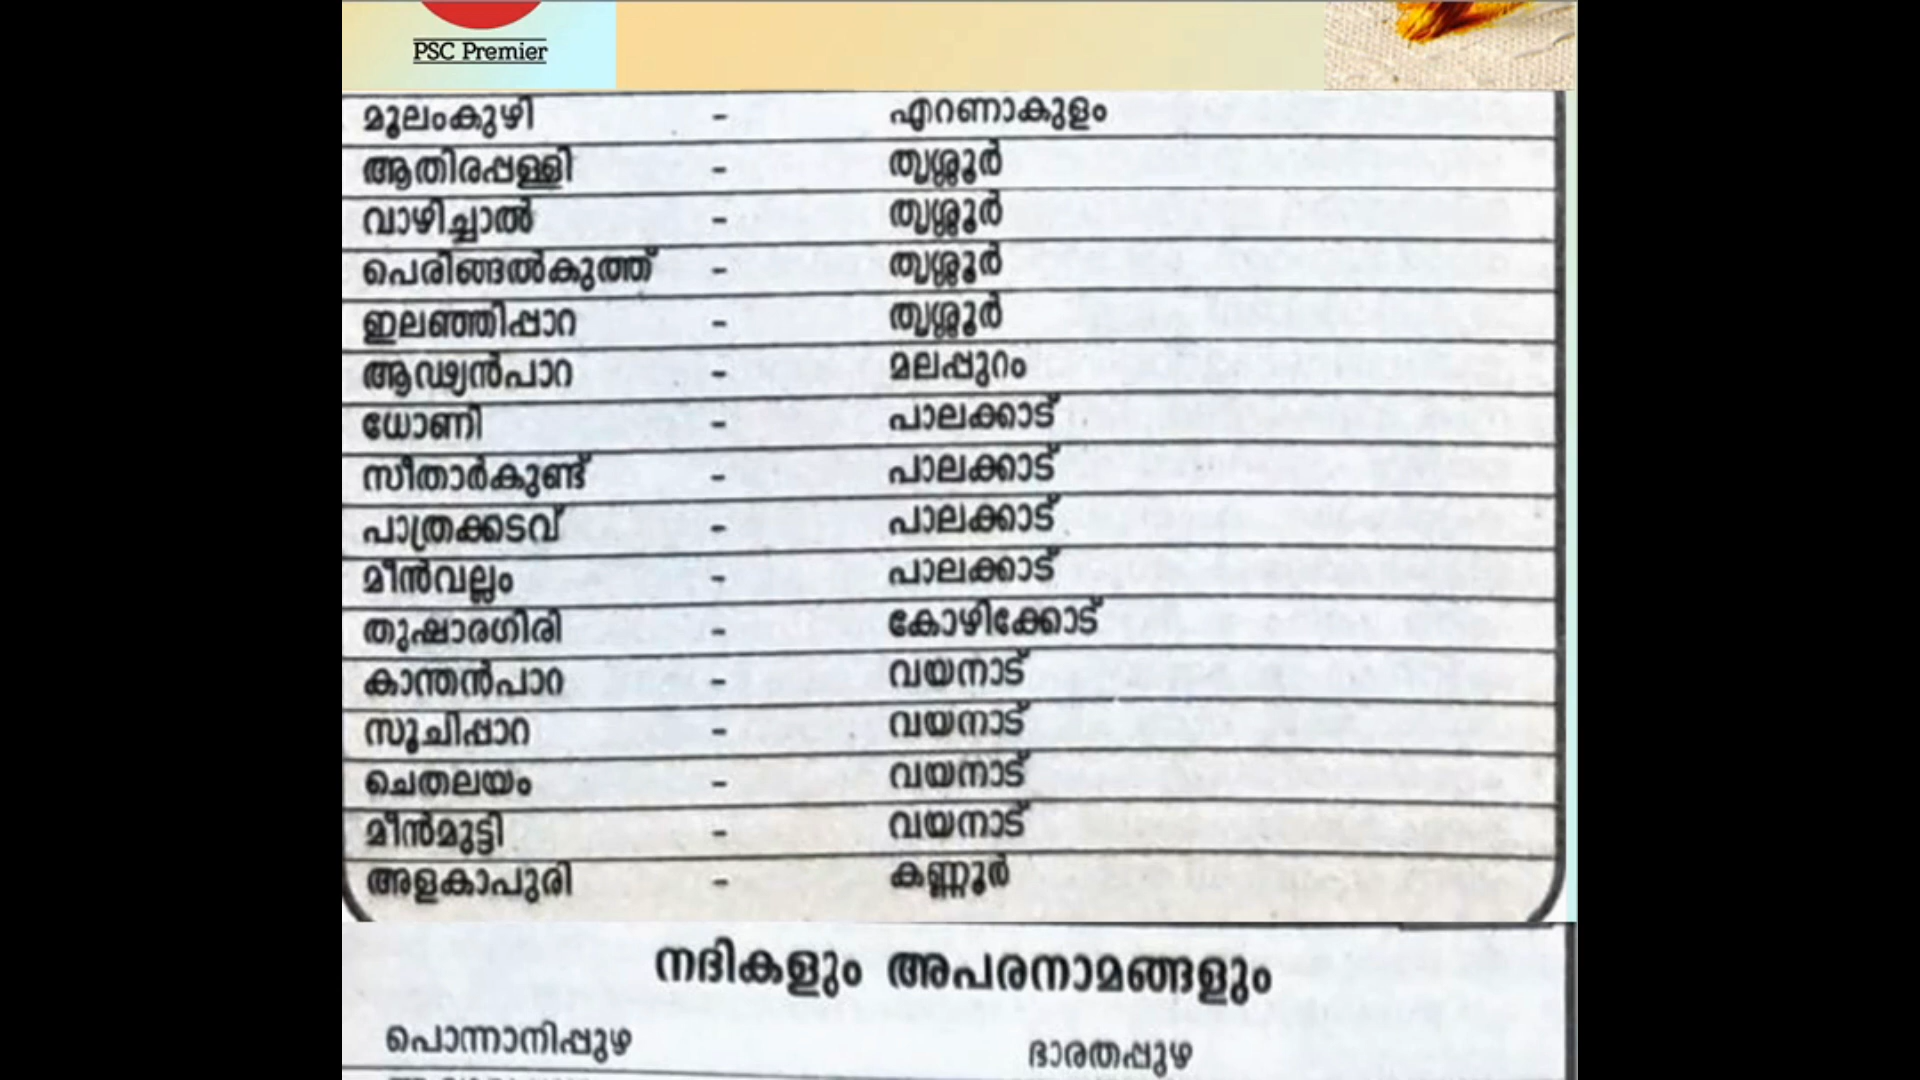 PSC Premier
മൂലംകുഴി - എറണാകുളം
ആതിരപ്പള്ളി - തൃശ്ശൂർ
വാഴിച്ചാൽ - തൃശ്ശൂർ
പെരിങ്ങൽകുത്ത് - തൃശ്ശൂർ
ഇലഞ്ഞിപ്പാറ - തൃശ്ശൂർ
ആഢ്യൻപാറ - മലപ്പുറം
ധോണി - പാലക്കാട്
സീതാർകുണ്ട് - പാലക്കാട്
പാത്രക്കടവ് - പാലക്കാട്
മീൻവല്ലം - പാലക്കാട്
തുഷാരഗിരി - കോഴിക്കോട്
കാന്തൻപാറ - വയനാട്
സൂചിപ്പാറ - വയനാട്
ചെതലയം - വയനാട്
മീൻമുട്ടി - വയനാട്
അളകാപുരി - കണ്ണൂർ
നദികളും അപരനാമങ്ങളും
പൊന്നാനിപ്പുഴ ഭാരതപ്പുഴ